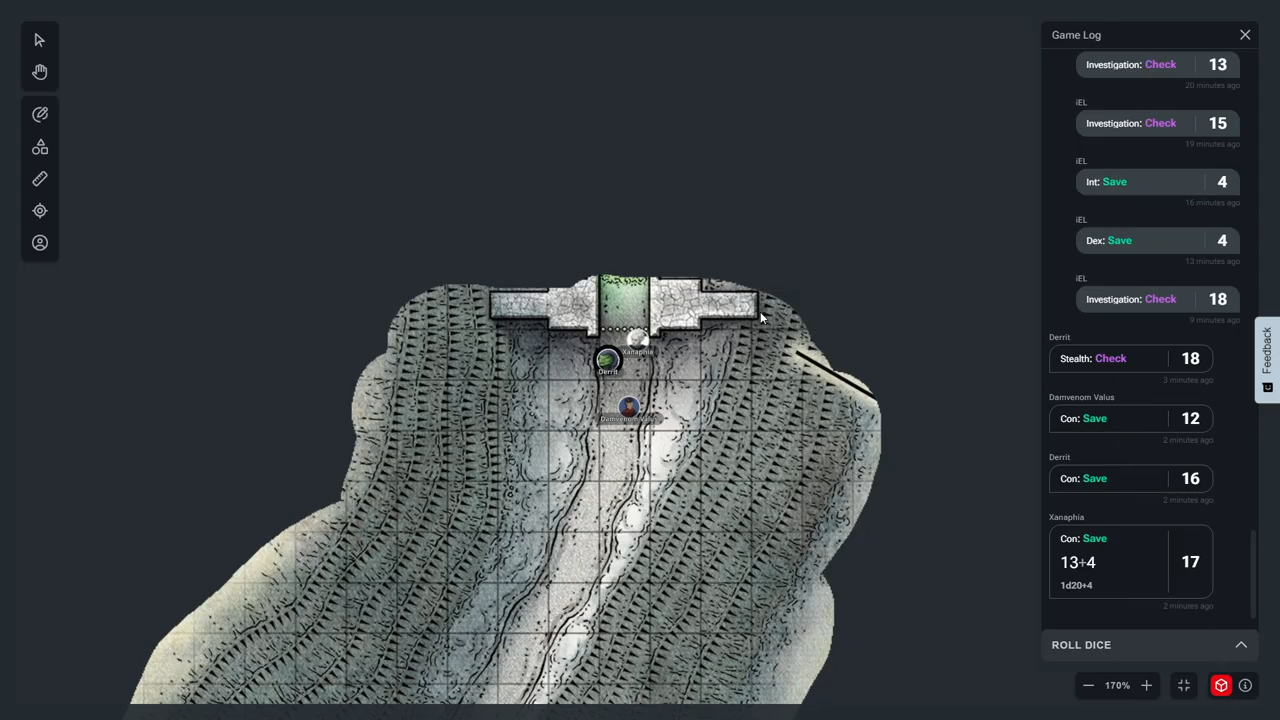 Game Log
Investigation: Check 13
20 minutes ago
iEL
Investigation: Check 15
19 minutes ago
iEL
Int: Save 4
16 minutes ago
iEL
Dex: Save 4
13 minutes ago
iEL
Investigation: Check 18
9 minutes ago
Derrit
Stealth: Check 18
3 minutes ago
Damvenom Valus
Con: Save 12
2 minutes ago
Derrit
Con: Save 16
2 minutes ago
Xanaphia
Con: Save
13+4 17
1d20+4
2 minutes ago
ROLL DICE
170%
Feedback
Xanaphia
Derrit
Damvenom Valus